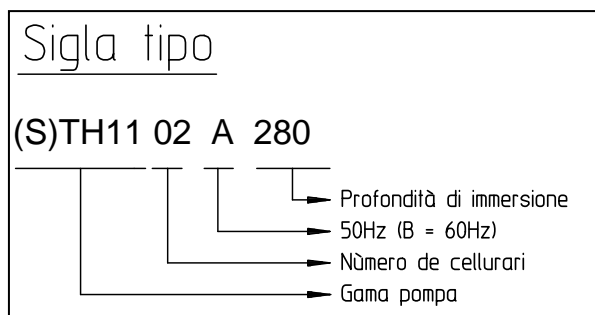 Sigla tipo
(S)TH11 02 A 280
Profondità di immersione
50Hz (B = 60Hz)
Nùmero de cellurari
Gama pompa